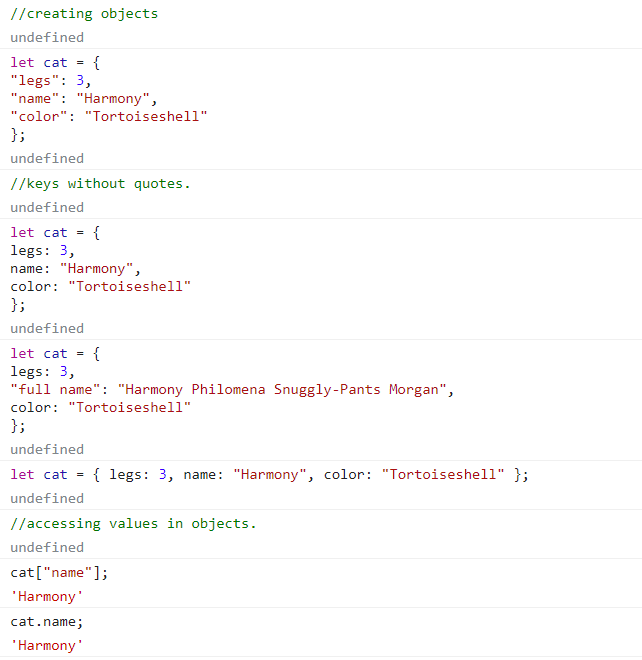 //creating objects
undefined
let cat = {
"legs": 3,
"name": "Harmony",
"color": "Tortoiseshell"
};
undefined
//keys without quotes.
undefined
let cat = {
legs: 3,
name: "Harmony",
color: "Tortoiseshell"
};
undefined
let cat = {
legs: 3,
"full name": "Harmony Philomena Snuggly-Pants Morgan",
color: "Tortoiseshell"
};
undefined
let cat = { legs: 3, name: "Harmony", color: "Tortoiseshell" };
undefined
//accessing values in objects.
undefined
cat["name"];
'Harmony'
cat.name;
'Harmony'